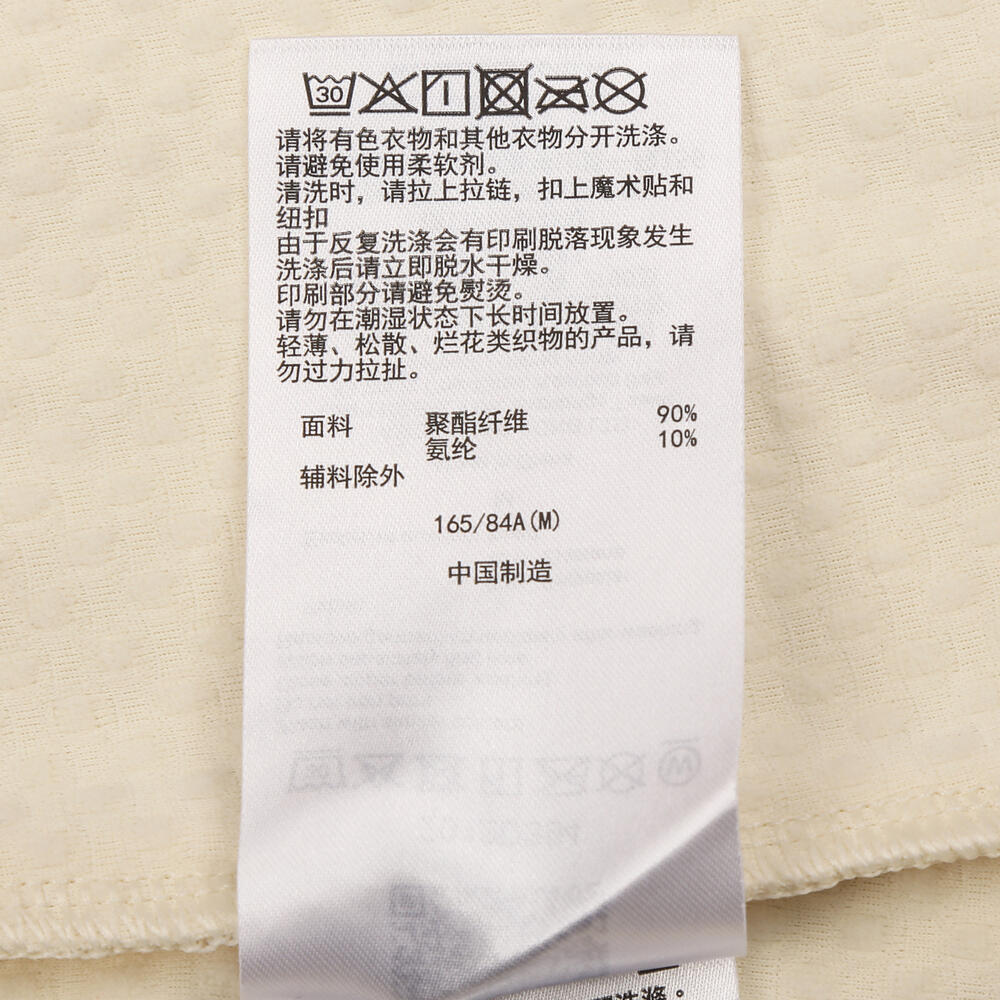 30
请将有色衣物和其他衣物分开洗涤。
请避免使用柔软剂。
清洗时，请拉上拉链，扣上魔术贴和
纽扣
由于反复洗涤会有印刷脱落现象发生
洗涤后请立即脱水干燥。
印刷部分请避免熨烫。
请勿在潮湿状态下长时间放置。
轻薄、松散、烂花类织物的产品，请
勿过力拉扯。
面料 聚酯纤维 90%
氨纶 10%
辅料除外
165/84A(M)
中国制造